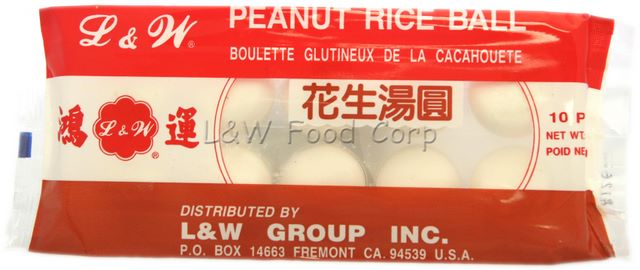 L & W®
PEANUT RICE BALL
BOULETTE GLUTINEUX DE LA CACAHOUETE
花生湯圓
鴻 L&W® 運
L&W Food Corp
10 P
NET WT
POID NE
DISTRIBUTED BY
L&W GROUP INC.
P.O. BOX 14663 FREMONT CA. 94539 U.S.A.